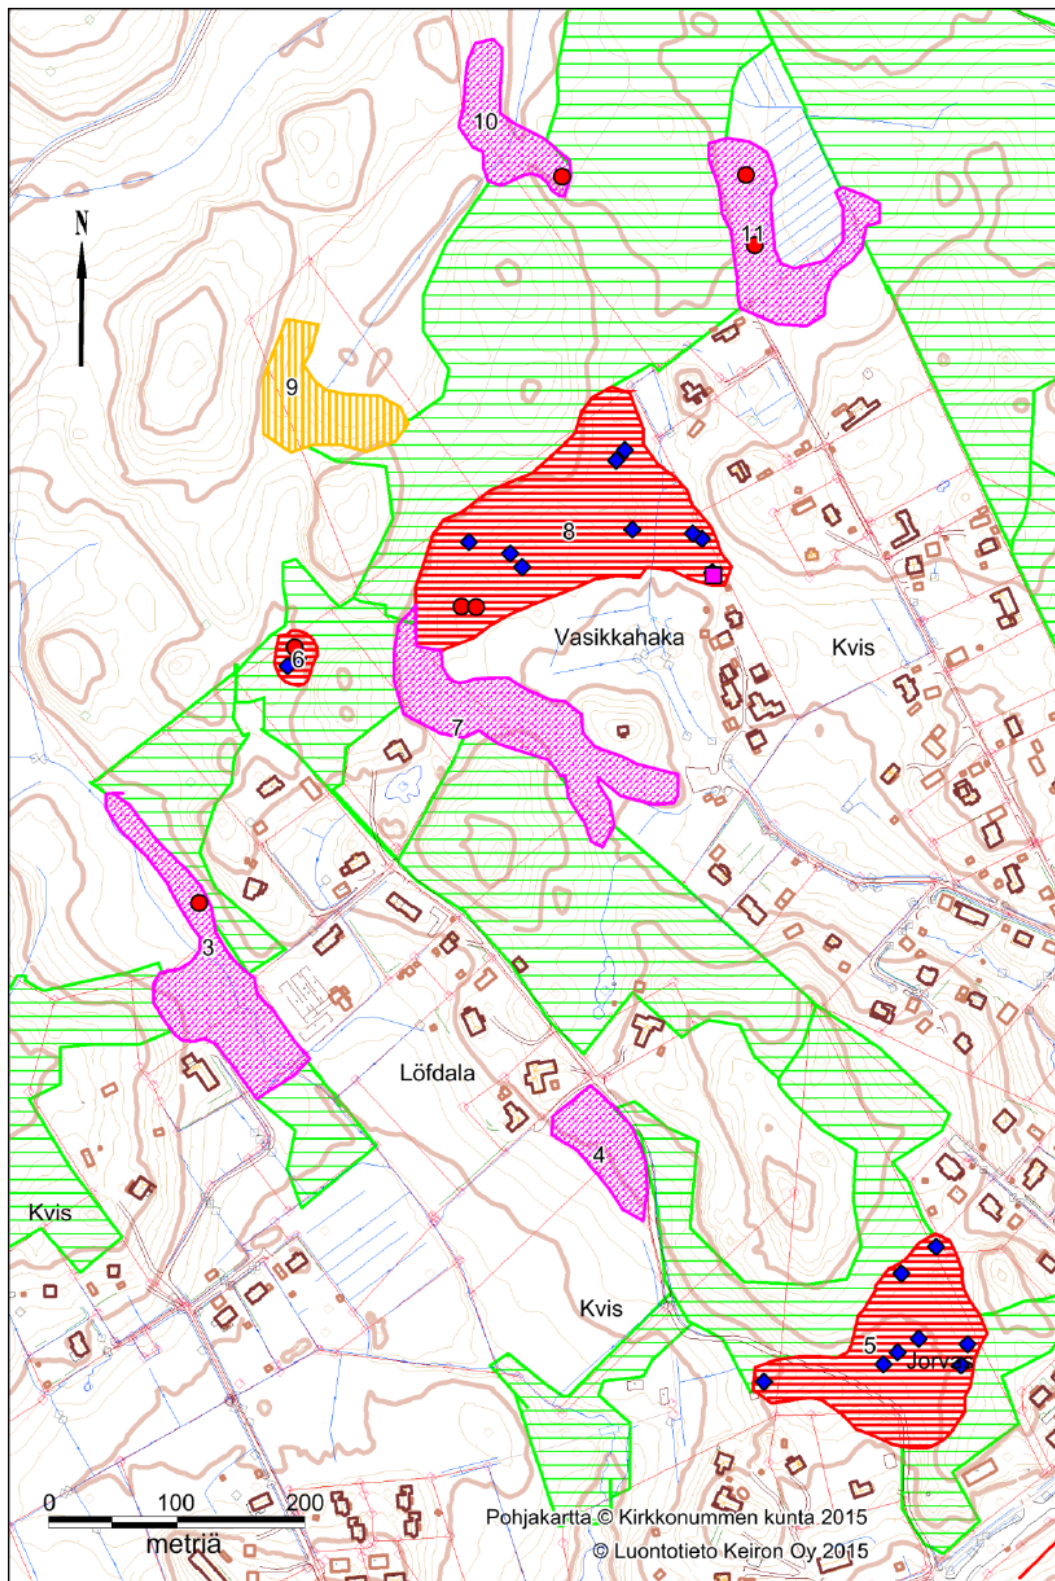 10
N
11
9
8
Vasikkahaka
Kvis
6
7
3
Löfdala
4
Kvis
Kvis
5
Jorvas
0 100 200
metriä
Pohjakartta © Kirkkonummen kunta 2015
© Luontotieto Keiron Oy 2015